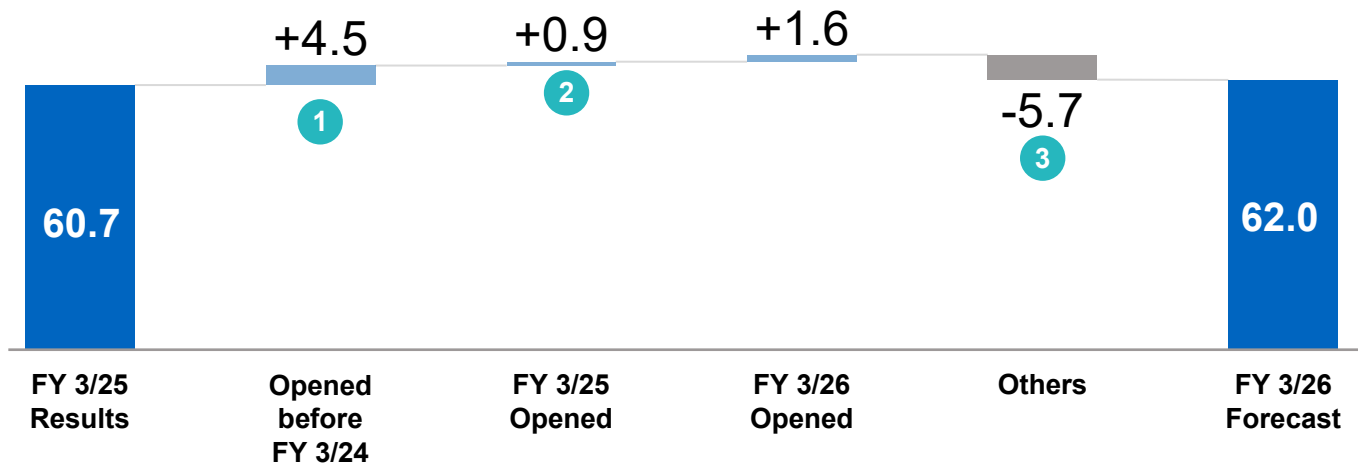 +4.5
+0.9
+1.6
1
2
-5.7
3
60.7
62.0
FY 3/25
Results
Opened
before
FY 3/24
FY 3/25
Opened
FY 3/26
Opened
Others
FY 3/26
Forecast